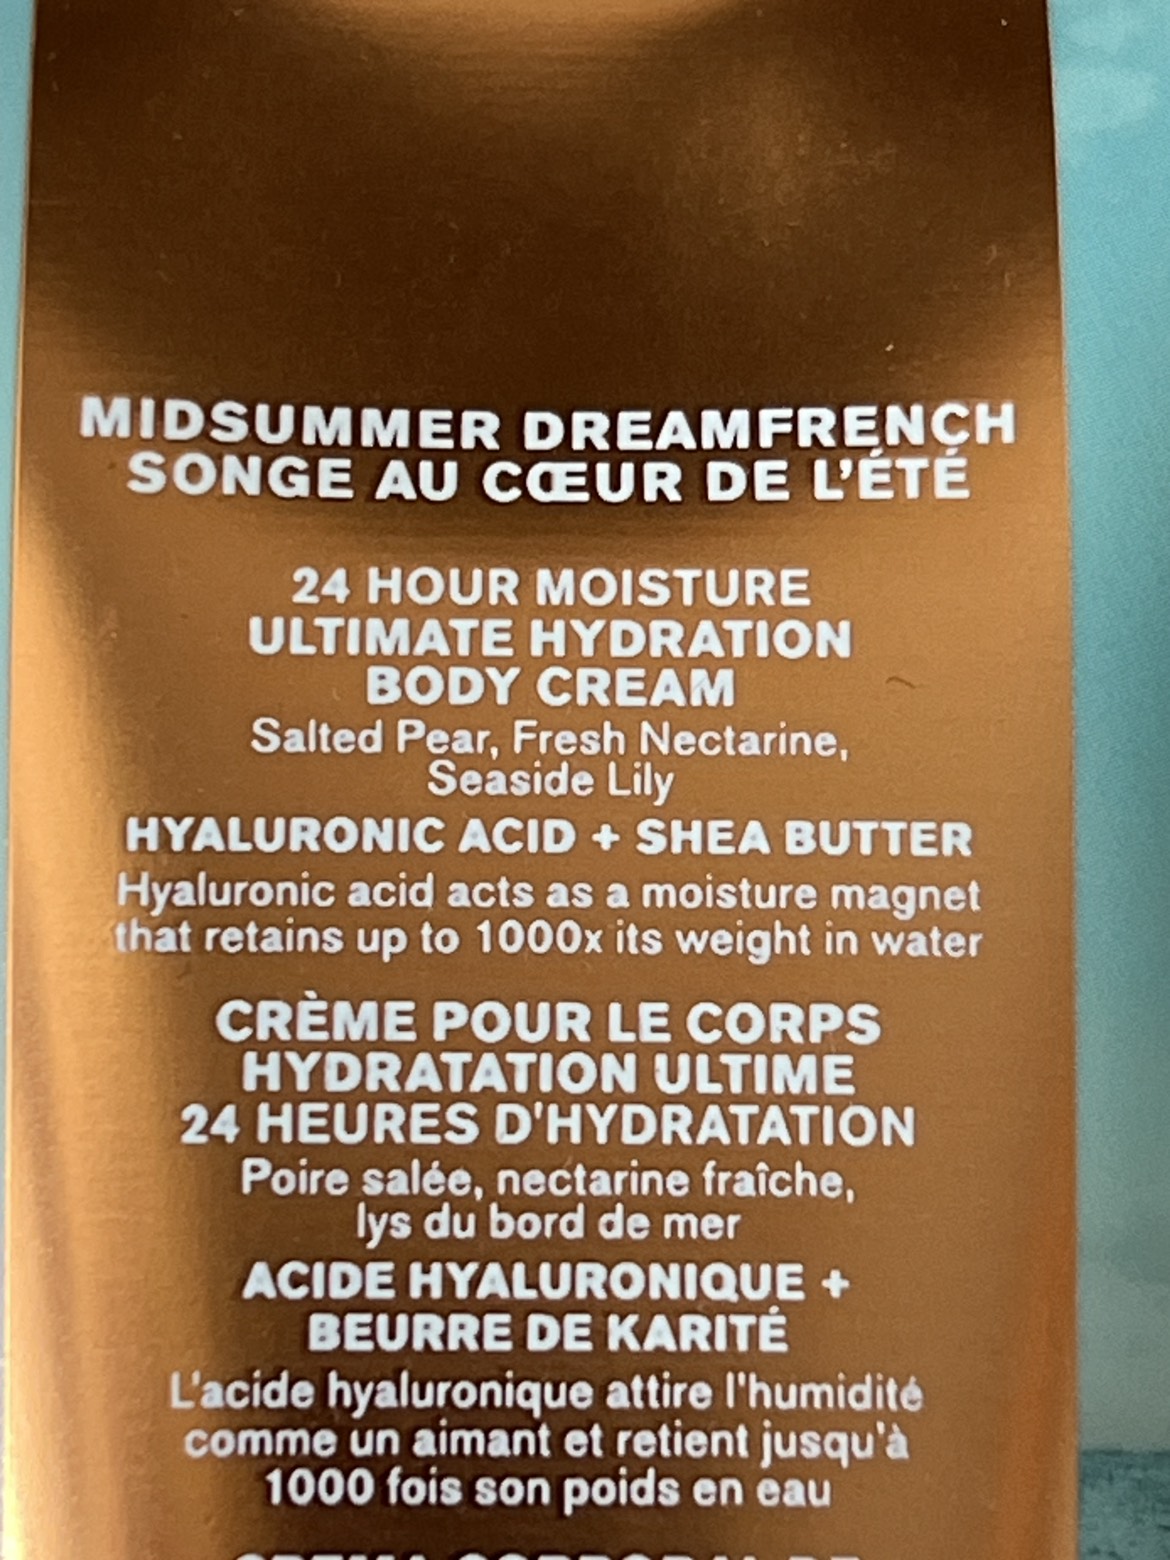 MIDSUMMER DREAMFRENCH
SONGE AU CŒUR DE L'ÉTÉ
24 HOUR MOISTURE
ULTIMATE HYDRATION
BODY CREAM
Salted Pear, Fresh Nectarine,
Seaside Lily
HYALURONIC ACID + SHEA BUTTER
Hyaluronic acid acts as a moisture magnet
that retains up to 1000x its weight in water
CRÈME POUR LE CORPS
HYDRATATION ULTIME
24 HEURES D'HYDRATATION
Poire salée, nectarine fraîche,
lys du bord de mer
ACIDE HYALURONIQUE +
BEURRE DE KARITÉ
L'acide hyaluronique attire l'humidité
comme un aimant et retient jusqu'à
1000 fois son poids en eau